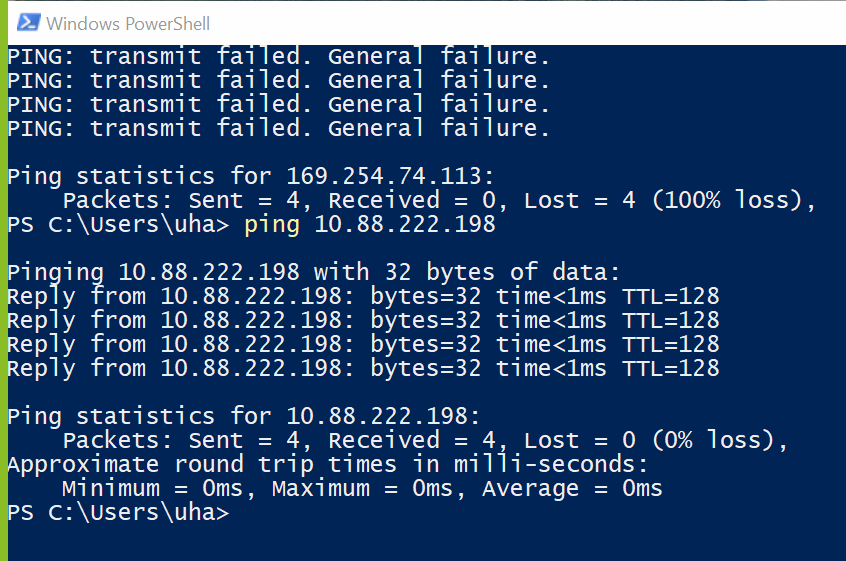 Windows PowerShell
PING: transmit failed. General failure.
PING: transmit failed. General failure.
PING: transmit failed. General failure.
PING: transmit failed. General failure.
Ping statistics for 169.254.74.113:
    Packets: Sent = 4, Received = 0, Lost = 4 (100% loss),
PS C:\Users\uha> ping 10.88.222.198
Pinging 10.88.222.198 with 32 bytes of data:
Reply from 10.88.222.198: bytes=32 time<1ms TTL=128
Reply from 10.88.222.198: bytes=32 time<1ms TTL=128
Reply from 10.88.222.198: bytes=32 time<1ms TTL=128
Reply from 10.88.222.198: bytes=32 time<1ms TTL=128
Ping statistics for 10.88.222.198:
    Packets: Sent = 4, Received = 4, Lost = 0 (0% loss),
Approximate round trip times in milli-seconds:
    Minimum = 0ms, Maximum = 0ms, Average = 0ms
PS C:\Users\uha>